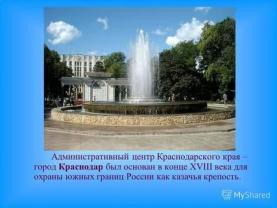 Административный центр Краснодарского края –
город Краснодар был основан в конце XVIII века для
охраны южных границ России как казачья крепость.
MyShared